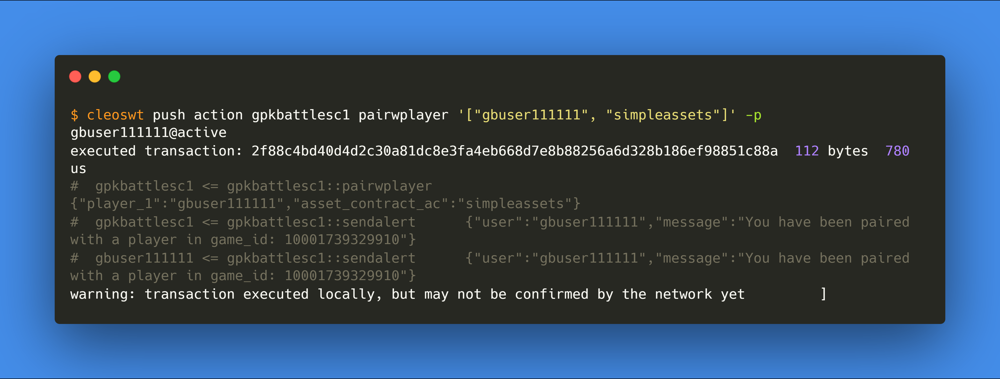 $ cleoswt push action gpkbattlesc1 pairwplayer '["gbuser111111", "simpleassets"]' -p
gbuser111111@active
executed transaction: 2f88c4bd40d4d2c30a81dc8e3fa4eb668d7e8b88256a6d328b186ef98851c88a  112 bytes  780
us
#  gpkbattlesc1 <= gpkbattlesc1::pairwplayer
{"player_1":"gbuser111111","asset_contract_ac":"simpleassets"}
#  gpkbattlesc1 <= gpkbattlesc1::sendalert      {"user":"gbuser111111","message":"You have been paired
with a player in game_id: 10001739329910"}
#  gbuser111111 <= gpkbattlesc1::sendalert      {"user":"gbuser111111","message":"You have been paired
with a player in game_id: 10001739329910"}
warning: transaction executed locally, but may not be confirmed by the network yet         ]